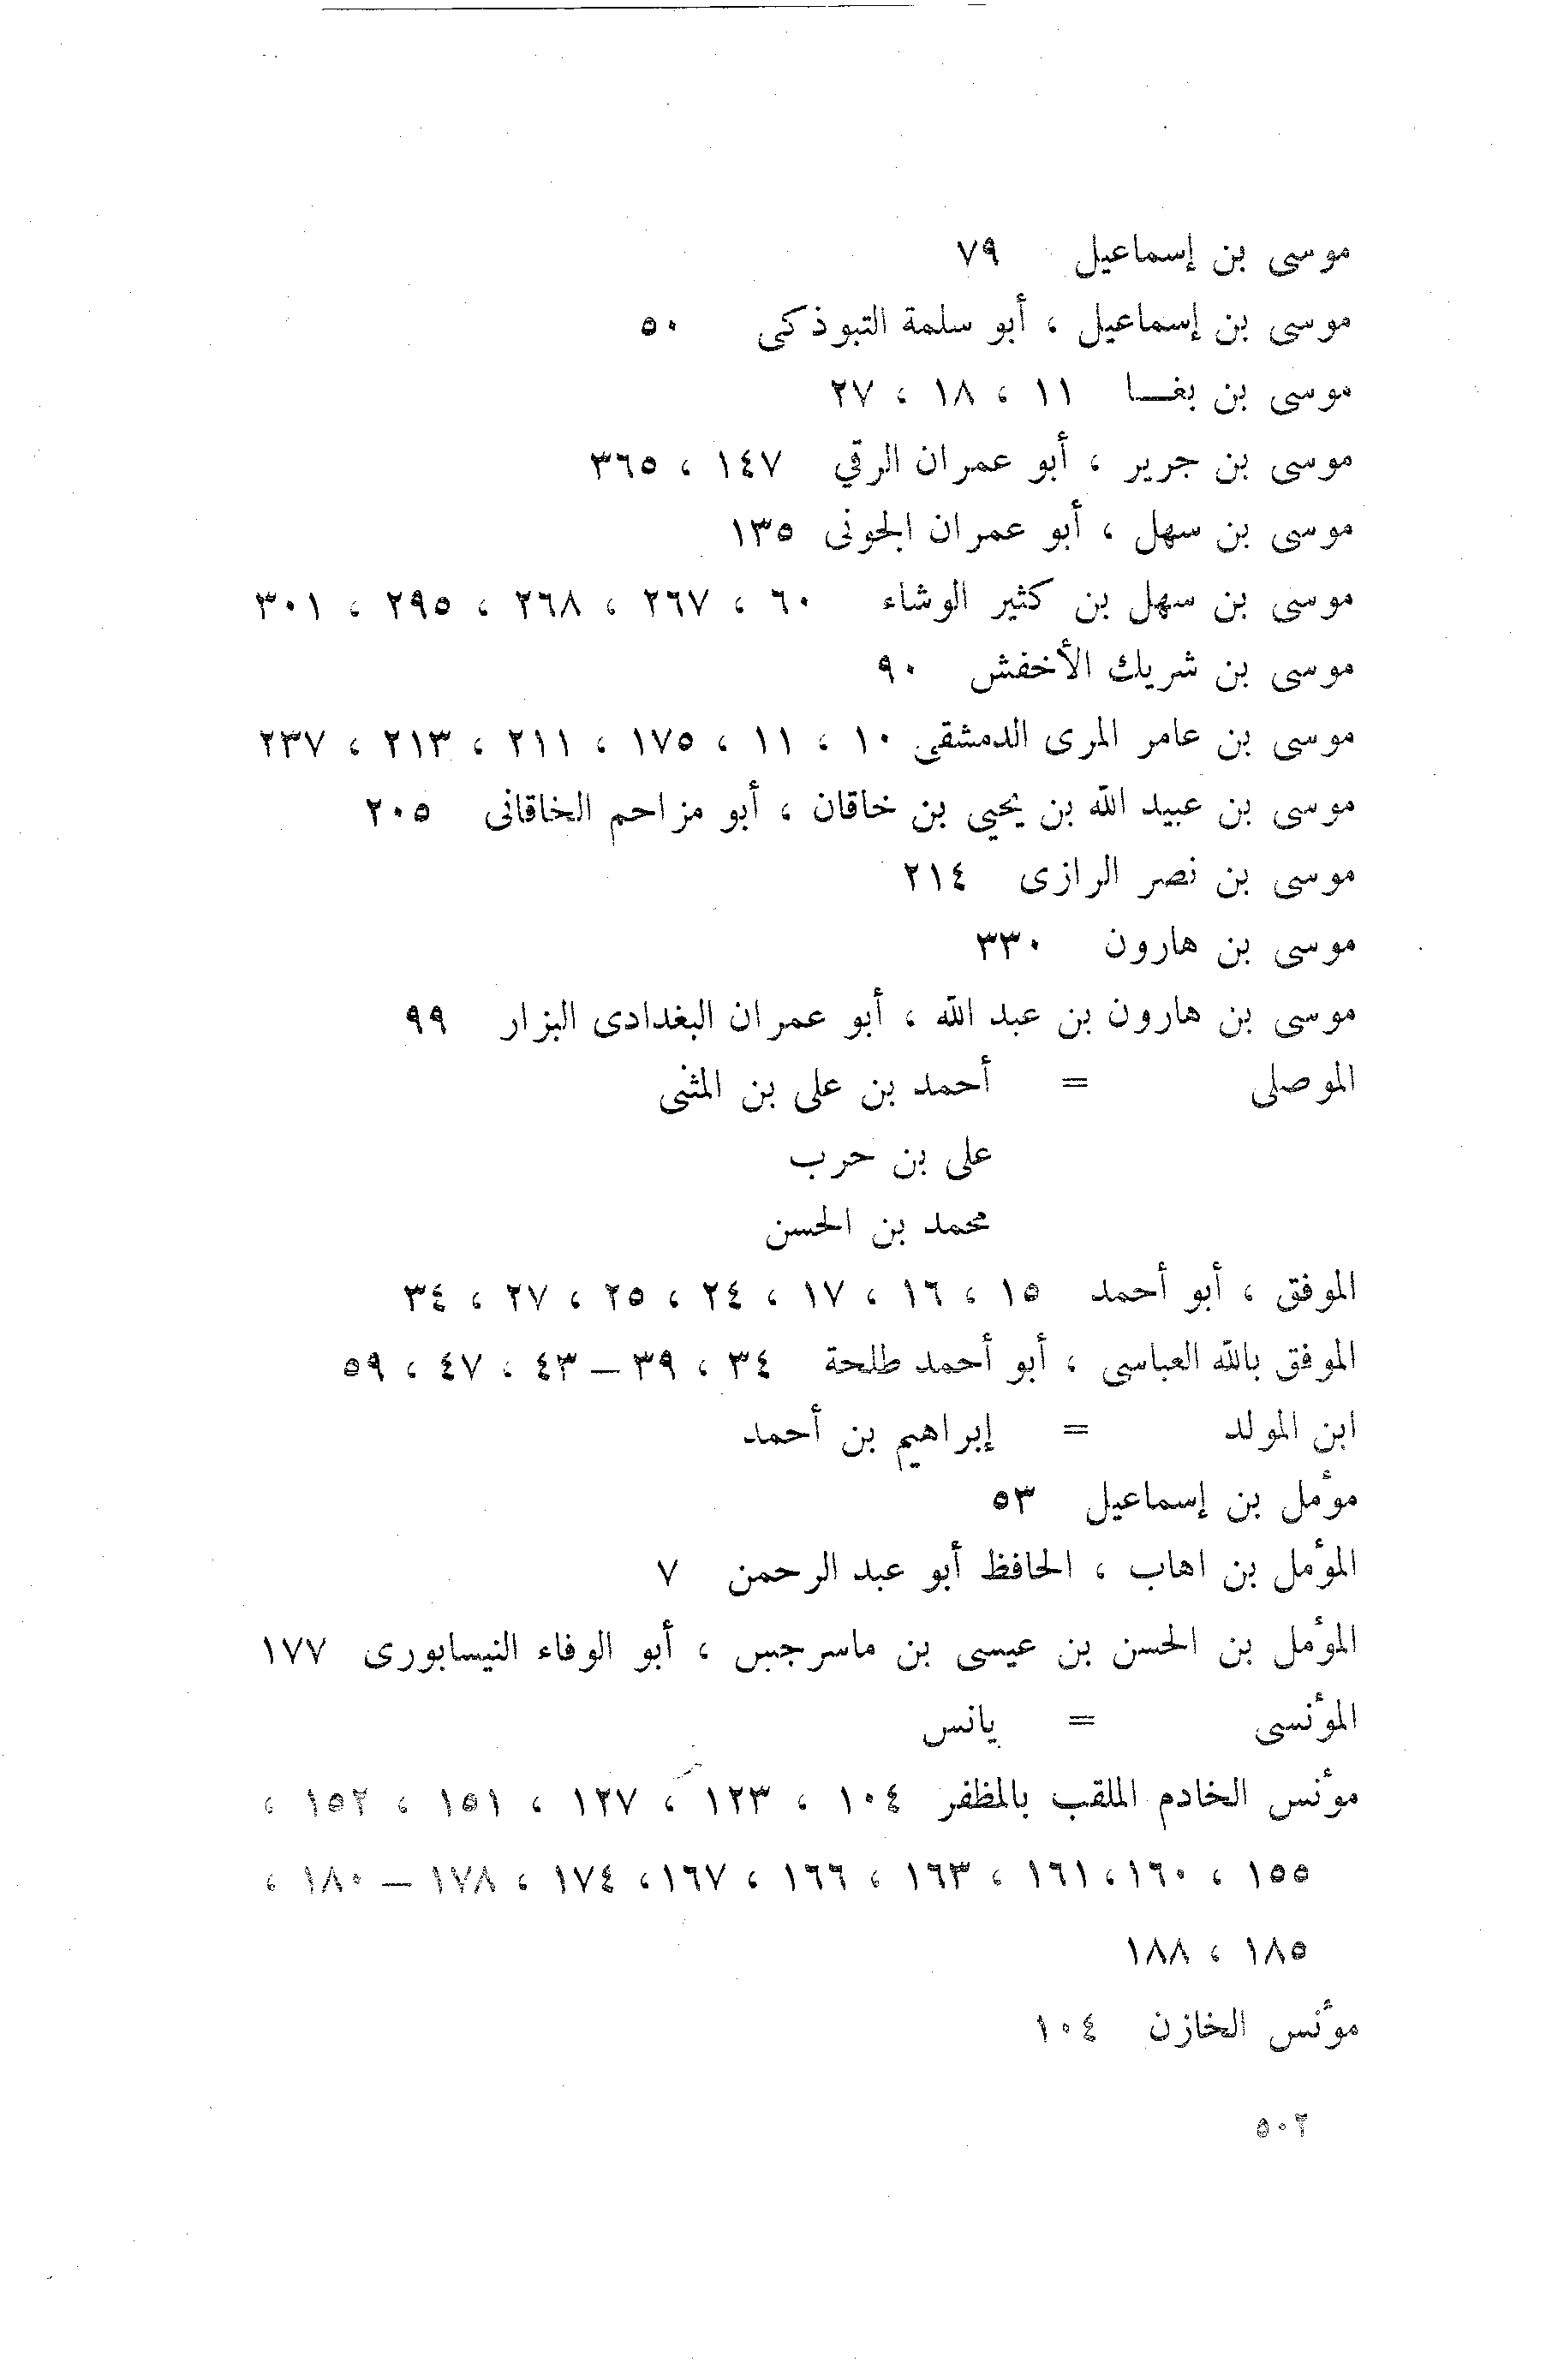 موسى بن إسماعيل ٧٩
موسى بن إسماعيل ، أبو سلمة التبوذكى ٥٠
موسى بن بغــا ١١ ، ١٨ ، ٢٧
موسى بن جرير ، أبو عمران الرقي ١٤٧ ، ٣٦٥
موسى بن سهل ، أبو عمران الجونى ١٣٥
موسى بن سهل بن كثير الوشاء ٦٠ ، ٢٦٧ ، ٢٦٨ ، ٢٩٥ ، ٣٠١
موسى بن شريك الأخفش ٩٠
موسى بن عامر المرى الدمشقى ١٠ ، ١١ ، ١٧٥ ، ٢١١ ، ٢١٣ ، ٢٣٧
موسى بن عبيد الله بن يحيى بن خاقان ، أبو مزاحم الخاقانى ٢٠٥
موسى بن نصر الرازى ٢١٤
موسى بن هارون ٣٣٠
موسى بن هارون بن عبد الله ، أبو عمران البغدادى البزار ٩٩
الموصلى = أحمد بن على بن المثنى
على بن حرب
محمد بن الحسن
الموفق ، أبو أحمد ١٥ ، ١٦ ، ١٧ ، ٢٤ ، ٢٥ ، ٢٧ ، ٣٤
الموفق بالله العباسى ، أبو أحمد طلحة ٣٤ ، ٣٩ – ٤٣ ، ٤٧ ، ٥٩
ابن المولد = إبراهيم بن أحمد
مؤمل بن إسماعيل ٥٣
المؤمل بن اهاب ، الحافظ أبو عبد الرحمن ٧
المؤمل بن الحسن بن عيسى بن ماسرجس ، أبو الوفاء النيسابورى ١٧٧
المؤنسى = يانس
مؤنس الخادم الملقب بالمظفر ١٠٤ ، ١٢٣ ، ١٢٧ ، ١٥١ ، ١٥٢ ،
١٥٥ ، ١٦٠ ، ١٦١ ، ١٦٣ ، ١٦٦ ، ١٦٧ ، ١٧٤ ، ١٧٨ – ١٨٠ ،
١٨٥ ، ١٨٨
مؤنس الخازن ١٠٤
٥٠٢